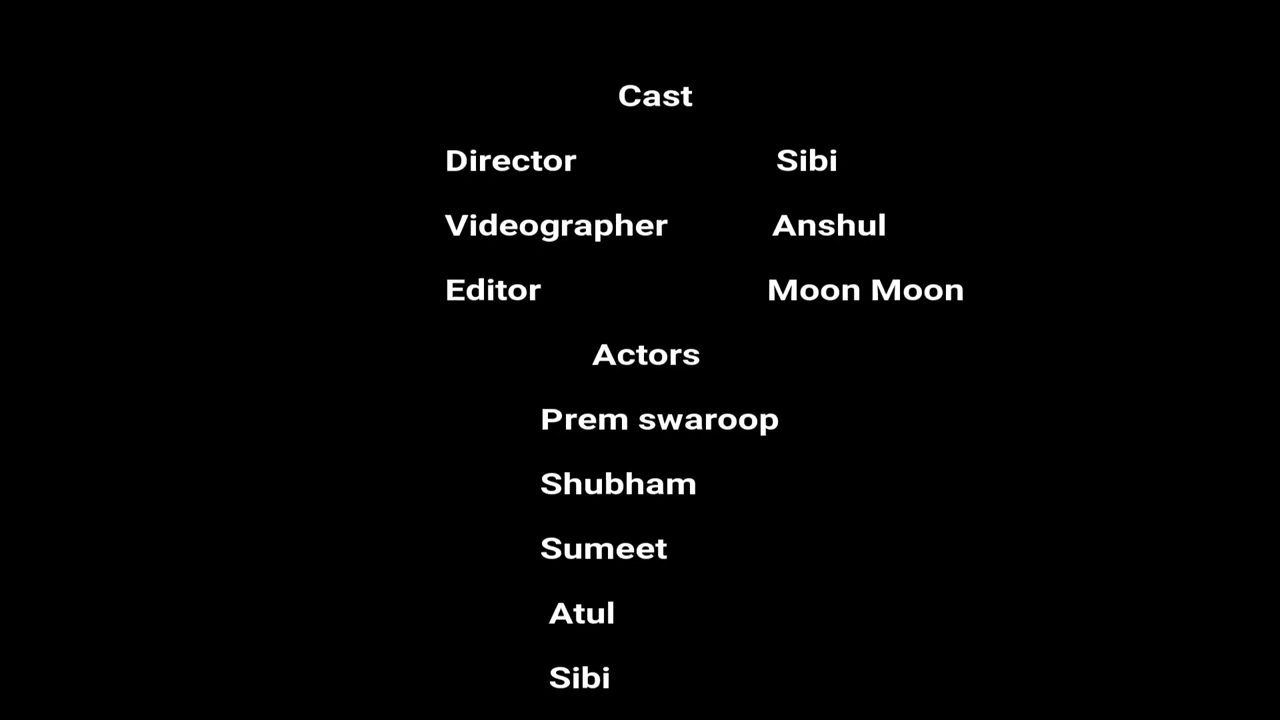 Cast
Director Sibi
Videographer Anshul
Editor Moon Moon
Actors
Prem swaroop
Shubham
Sumeet
Atul
Sibi